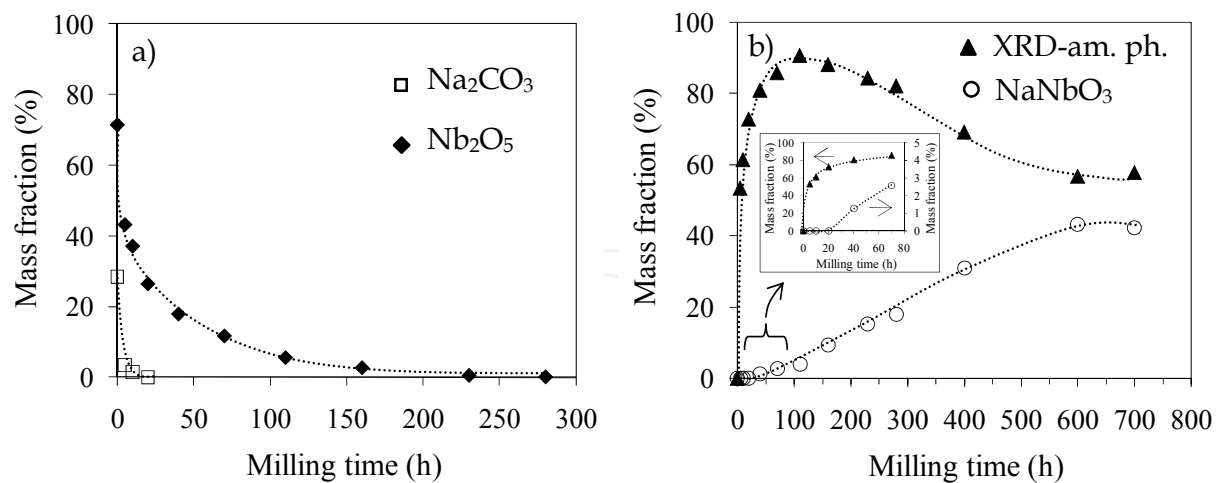 a)
Na₂CO₃
Nb₂O₅
Mass fraction (%)
100
80
60
40
20
0
0 50 100 150 200 250 300
Milling time (h)
b)
XRD-am. ph.
NaNbO₃
Mass fraction (%)
100
80
60
40
20
0
0 100 200 300 400 500 600 700 800
Milling time (h)
Mass fraction (%)
100
80
60
40
20
0
5
4
3
2
1
0
Mass fraction (%)
0 20 40 60 80
Milling time (h)